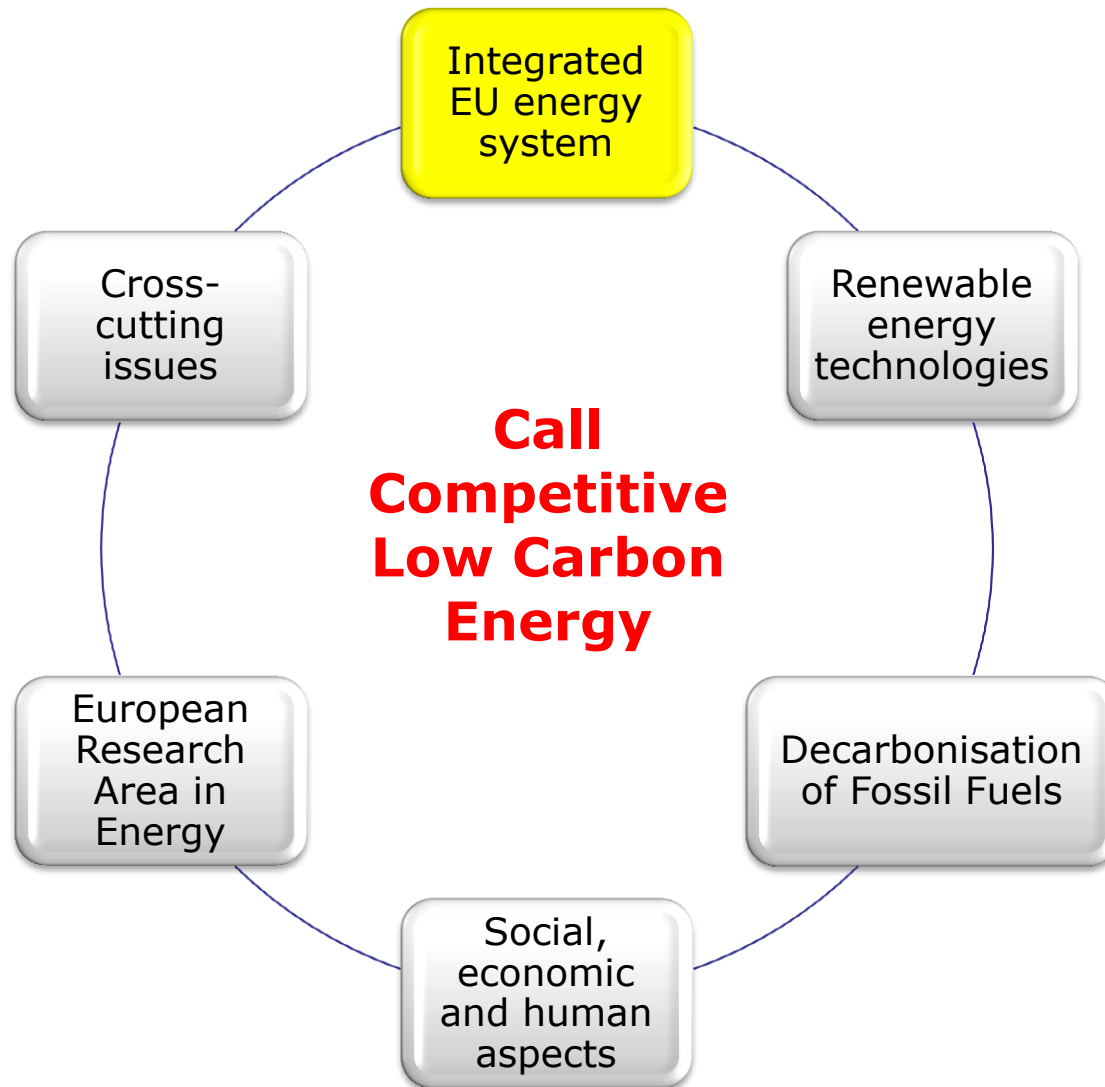 Integrated
EU energy
system
Renewable
energy
technologies
Decarbonisation
of Fossil Fuels
Social,
economic
and human
aspects
European
Research
Area in
Energy
Cross-
cutting
issues
Call
Competitive
Low Carbon
Energy